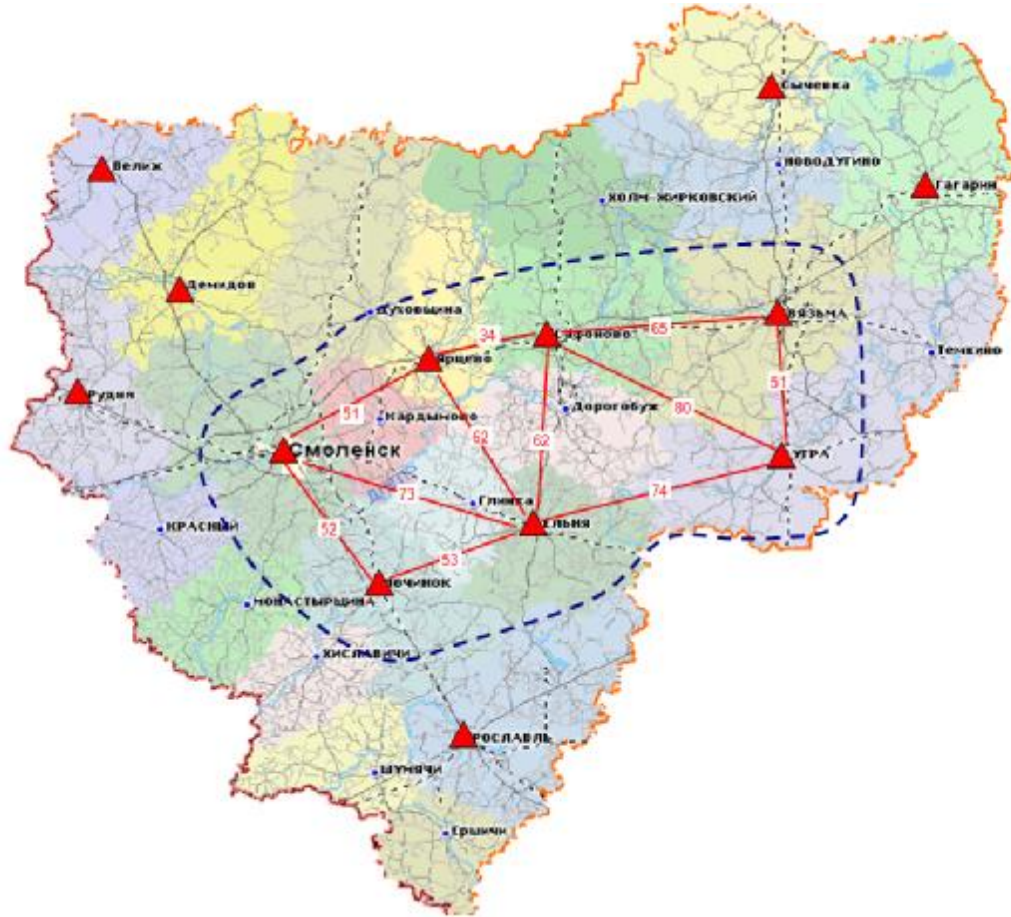 Сычевка
НОВОДУГИНО
Велиж
Гагарин
ХОЛМ-ЖИРКОВСКИЙ
Демидов
Духовщина
ВЯЗЬМА
34
65
Ярцево
Темкино
51
Рудня
51
Дорогобуж
80
Кардымово
62
62
Смоленск
УГРА
73
74
Глинка
ЕЛЬНЯ
КРАСНЫЙ
52
53
ПОЧИНОК
МОНАСТЫРЩИНА
ХИСЛАВИЧИ
РОСЛАВЛЬ
ШУМЯЧИ
Ершичи